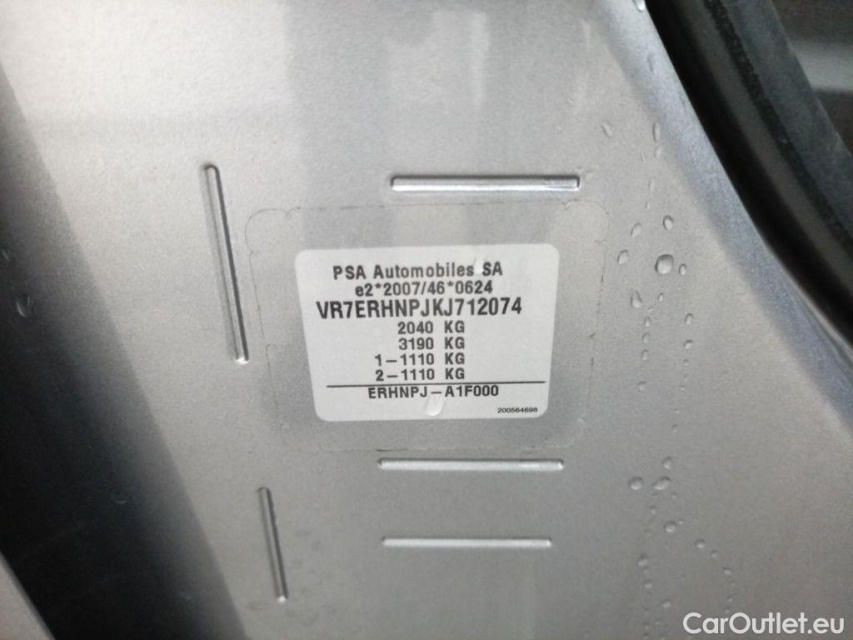 PSA Automobiles SA
e2*2007/46*0624
VR7ERHNPJKJ712074
2040 KG
3190 KG
1-1110 KG
2-1110 KG
ERHNPJ-A1F000
200564698
CarOutlet.eu